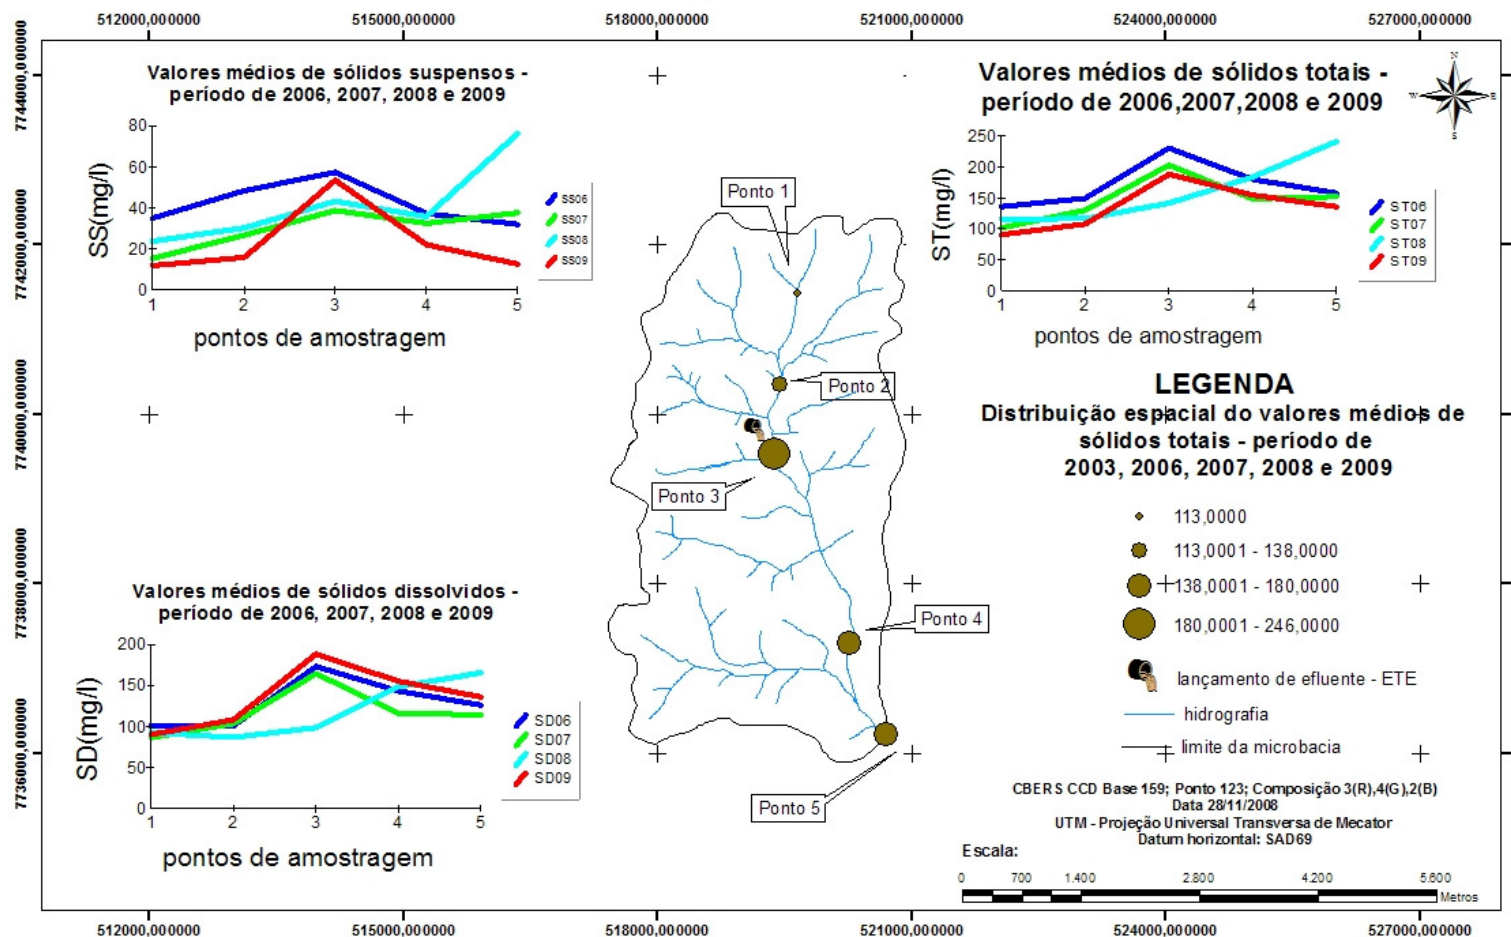 512000,000000
515000,000000
518000,000000
521000,000000
524000,000000
527000,000000
7744000,000000
7742000,000000
7740000,000000
7738000,000000
7736000,000000
Valores médios de sólidos suspensos -
período de 2006, 2007, 2008 e 2009
SS(mg/l)
80
60
40
20
0
1 2 3 4 5
pontos de amostragem
SS06
SS07
SS08
SS09
Valores médios de sólidos totais -
período de 2006,2007,2008 e 2009
ST(mg/l)
250
200
150
100
50
0
1 2 3 4 5
pontos de amostragem
ST06
ST07
ST08
ST09
N
W E
S
Ponto 1
Ponto 2
Ponto 3
Ponto 4
Ponto 5
Valores médios de sólidos dissolvidos -
período de 2006, 2007, 2008 e 2009
SD(mg/l)
200
150
100
50
0
1 2 3 4 5
pontos de amostragem
SD06
SD07
SD08
SD09
LEGENDA
Distribuição espacial do valores médios de
sólidos totais - período de
2003, 2006, 2007, 2008 e 2009
113,0000
113,0001 - 138,0000
138,0001 - 180,0000
180,0001 - 246,0000
lançamento de efluente - ETE
hidrografia
limite da microbacia
CBERS CCD Base 159; Ponto 123; Composição 3(R),4(G),2(B)
Data 28/11/2008
UTM - Projeção Universal Transversa de Mecator
Datum horizontal: SAD69
Escala:
0 700 1.400 2.800 4.200 5.600
Metros
7744000,000000
7742000,000000
7740000,000000
7738000,000000
7736000,000000
512000,000000
515000,000000
518000,000000
521000,000000
524000,000000
527000,000000